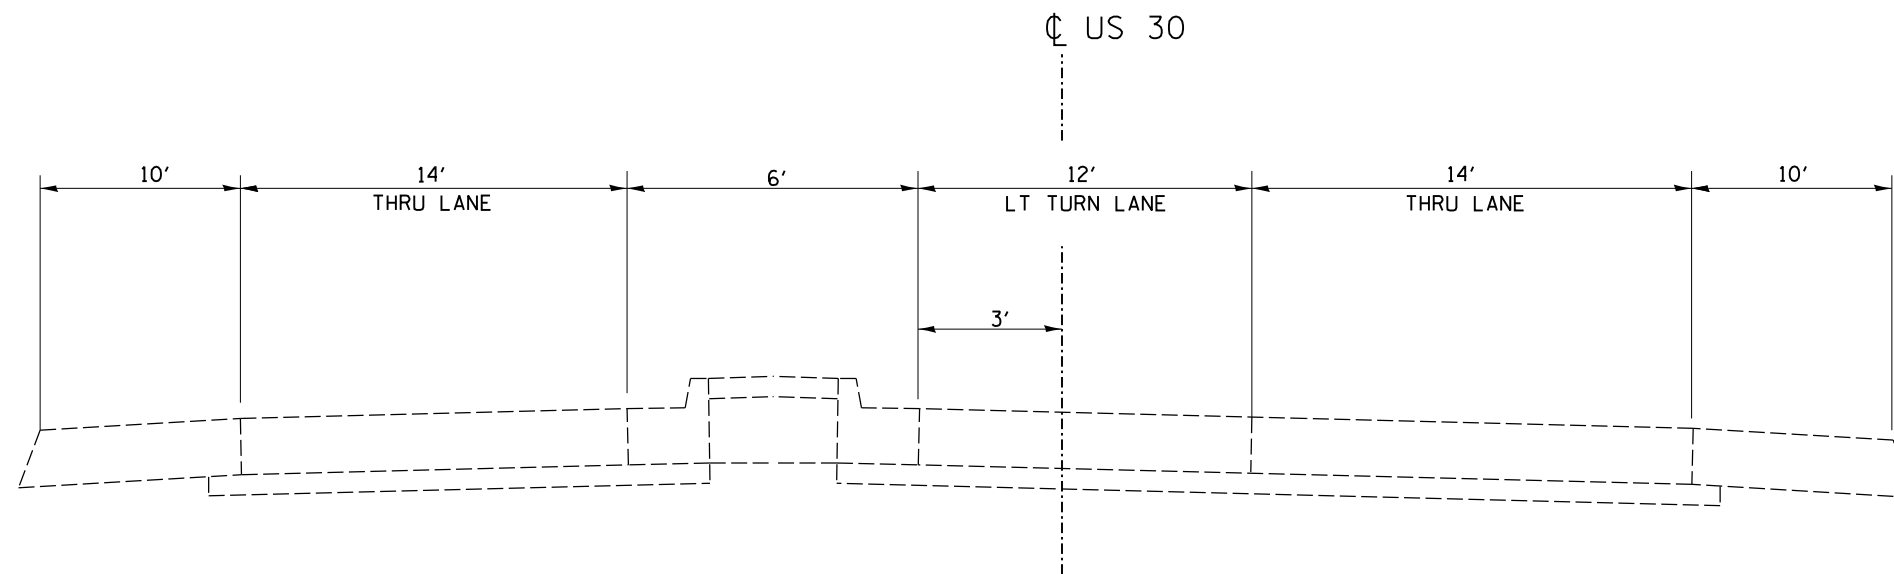 ℄ US 30
10' 14' 6' 12' 14' 10'
THRU LANE LT TURN LANE THRU LANE
3'